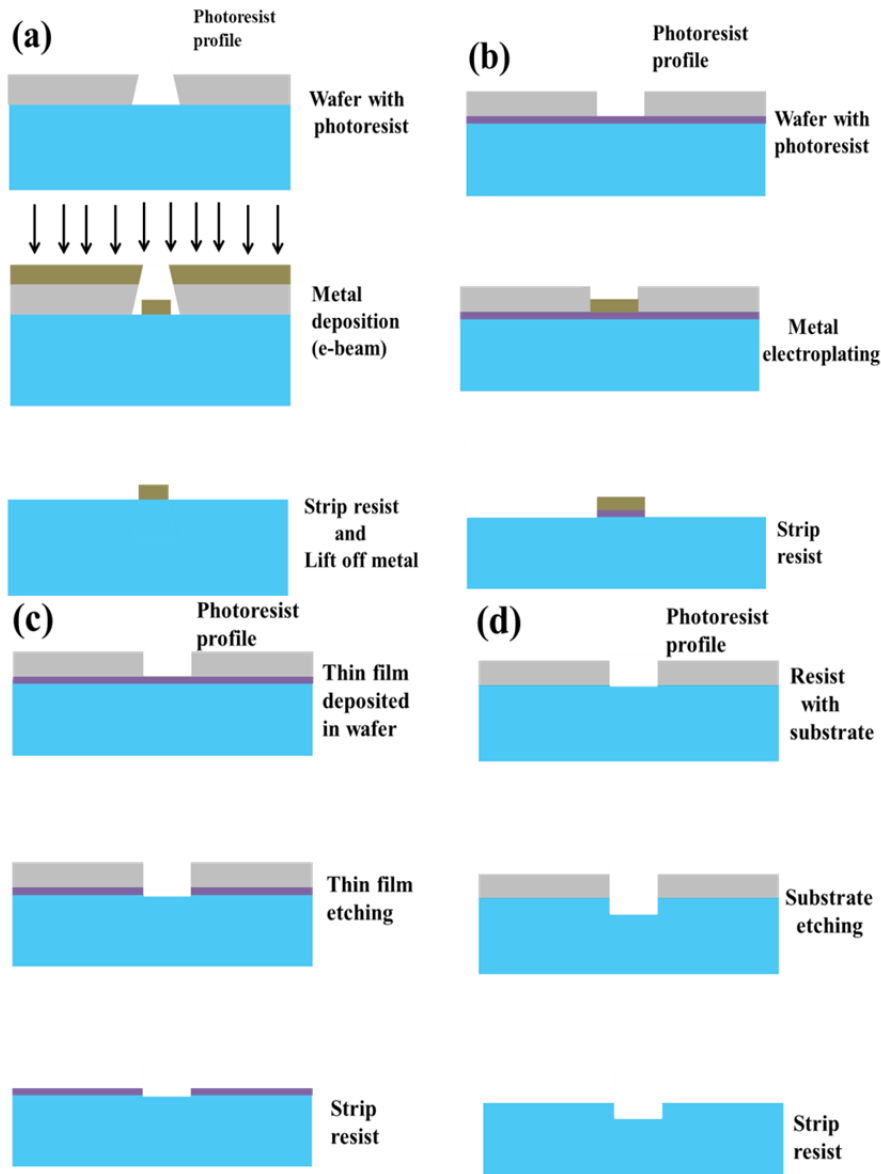 (a)
Photoresist
profile
Wafer with
photoresist
Metal
deposition
(e-beam)
Strip resist
and
Lift off metal
(b)
Photoresist
profile
Wafer with
photoresist
Metal
electroplating
Strip
resist
(c)
Photoresist
profile
Thin film
deposited
in wafer
Thin film
etching
Strip
resist
(d)
Photoresist
profile
Resist
with
substrate
Substrate
etching
Strip
resist